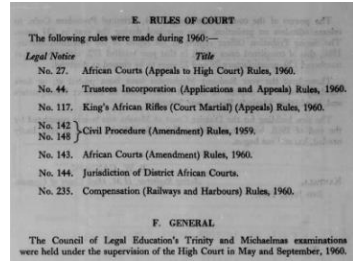 E. RULES OF COURT
The following rules were made during 1960:—
Legal Notice Title
No. 27. African Courts (Appeals to High Court) Rules, 1960.
No. 44. Trustees Incorporation (Applications and Appeals) Rules, 1960.
No. 117. King's African Rifles (Court Martial) (Appeals) Rules, 1960.
No. 142
No. 148 } Civil Procedure (Amendment) Rules, 1959.
No. 143. African Courts (Amendment) Rules, 1960.
No. 144. Jurisdiction of District African Courts.
No. 235. Compensation (Railways and Harbours) Rules, 1960.
F. GENERAL
The Council of Legal Education's Trinity and Michaelmas examinations
were held under the supervision of the High Court in May and September, 1960.